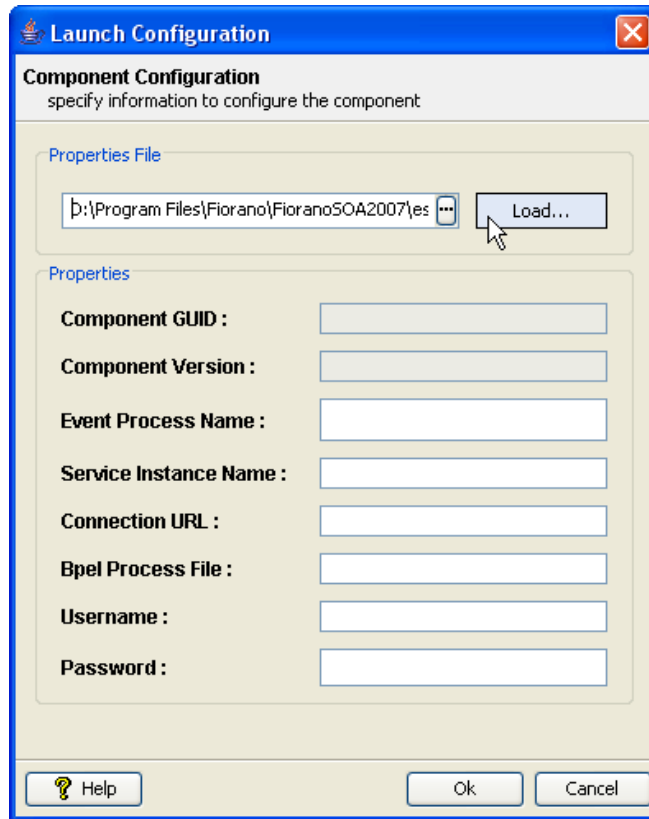 Launch Configuration
Component Configuration
specify information to configure the component
Properties File
D:\Program Files\Fiorano\FioranoSOA2007\es ... Load...
Properties
Component GUID :
Component Version :
Event Process Name :
Service Instance Name :
Connection URL :
Bpel Process File :
Username :
Password :
Help Ok Cancel